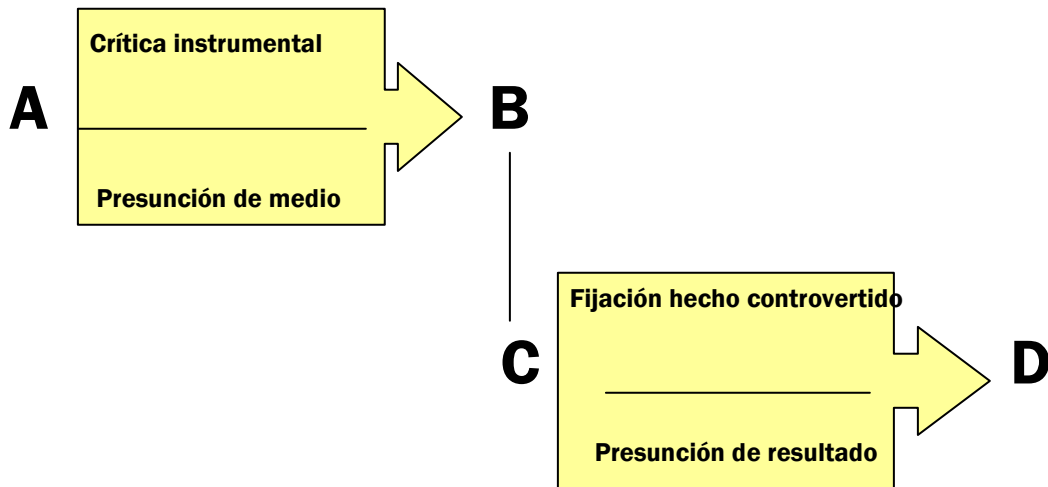 Crítica instrumental
A
B
Presunción de medio
Fijación hecho controvertido
C
D
Presunción de resultado